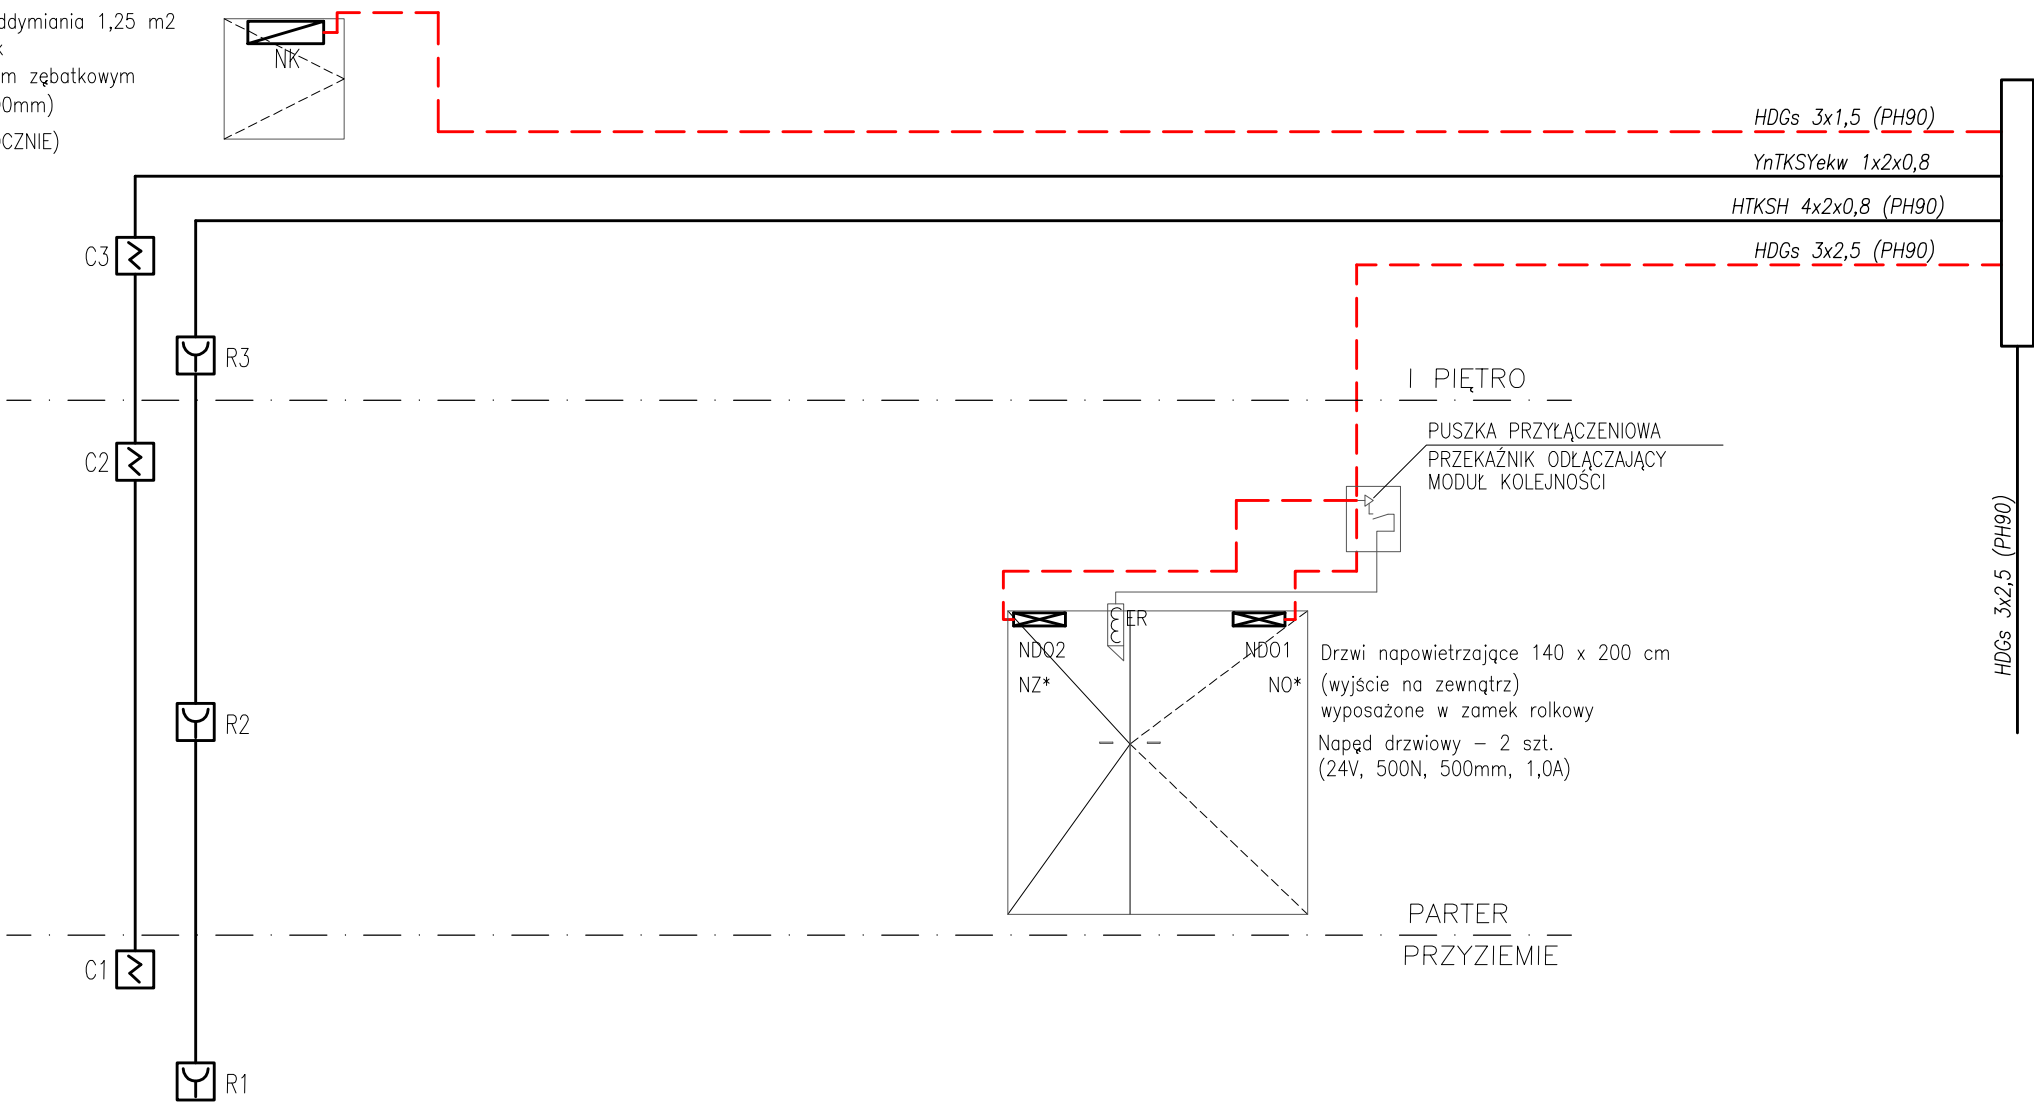 1,25 m2
zębatkowym
NK
HDGs 3x1,5 (PH90)
YnTKSYekw 1x2x0,8
HTKSH 4x2x0,8 (PH90)
HDGs 3x2,5 (PH90)
C3
R3
I PIĘTRO
C2
PUSZKA PRZYŁĄCZENIOWA
PRZEKAŹNIK ODŁĄCZAJĄCY
MODUŁ KOLEJNOŚCI
HDGs 3x2,5 (PH90)
ER
NDO2
NDO1
NZ*
NO*
Drzwi napowietrzające 140 x 200 cm
(wyjście na zewnątrz)
wyposażone w zamek rolkowy
Napęd drzwiowy – 2 szt.
(24V, 500N, 500mm, 1,0A)
R2
PARTER
PRZYZIEMIE
C1
R1